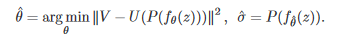 θ̂ = arg min_θ ‖V − U(P(f_θ(z)))‖², σ̂ = P(f_θ̂(z)).